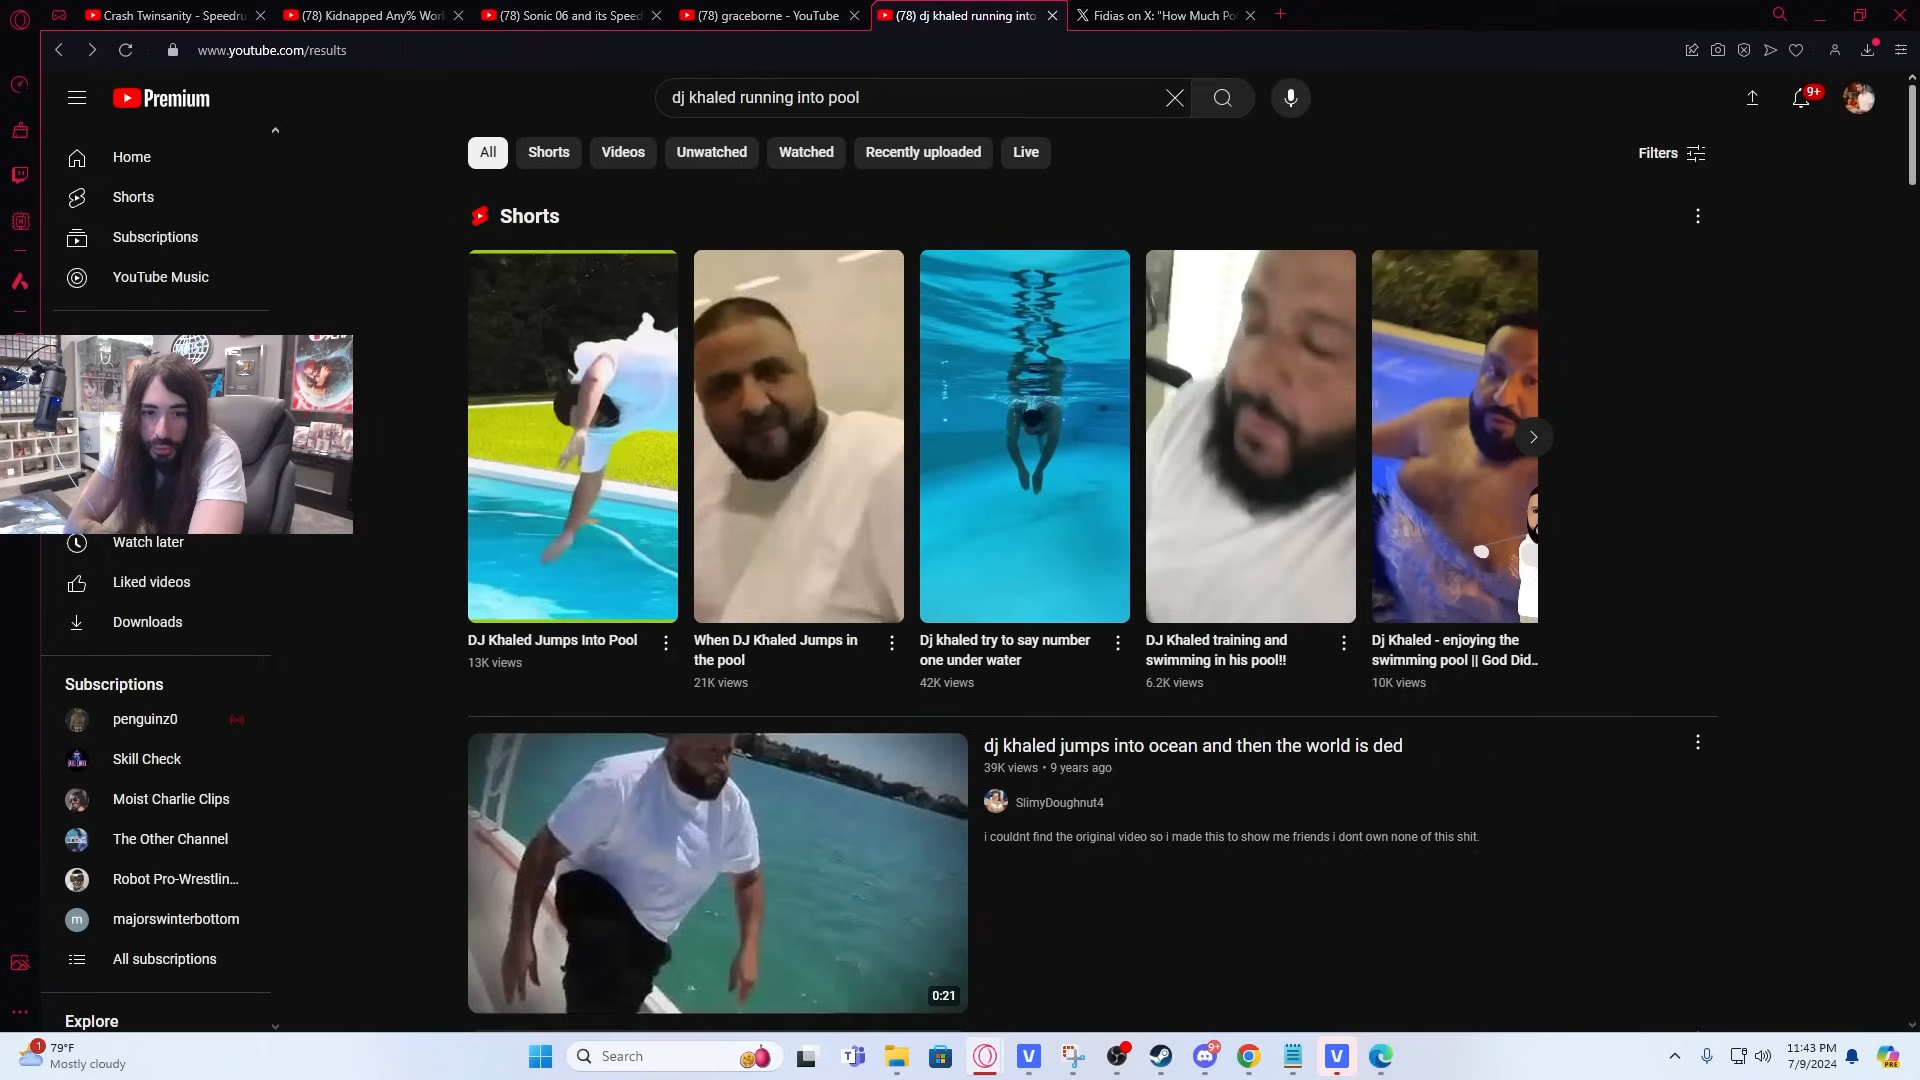 Crash Twinsanity - Speedru
(78) Kidnapped Any% Worl
(78) Sonic 06 and its Speed
(78) graceborne - YouTube
(78) dj khaled running into
Fidias on X: "How Much Po
www.youtube.com/results
Premium
dj khaled running into pool
9+
Home
Shorts
Subscriptions
YouTube Music
Watch later
Liked videos
Downloads
Subscriptions
penguinz0
Skill Check
Moist Charlie Clips
The Other Channel
Robot Pro-Wrestlin...
m
majorswinterbottom
All subscriptions
Explore
All
Shorts
Videos
Unwatched
Watched
Recently uploaded
Live
Filters
Shorts
DJ Khaled Jumps Into Pool
13K views
When DJ Khaled Jumps in
the pool
21K views
Dj khaled try to say number
one under water
42K views
DJ Khaled training and
swimming in his pool!!
6.2K views
Dj Khaled - enjoying the
swimming pool || God Did..
10K views
0:21
dj khaled jumps into ocean and then the world is ded
39K views • 9 years ago
SlimyDoughnut4
i couldnt find the original video so i made this to show me friends i dont own none of this shit.
1
79°F
Mostly cloudy
Search
9+
11:43 PM
7/9/2024
PRE